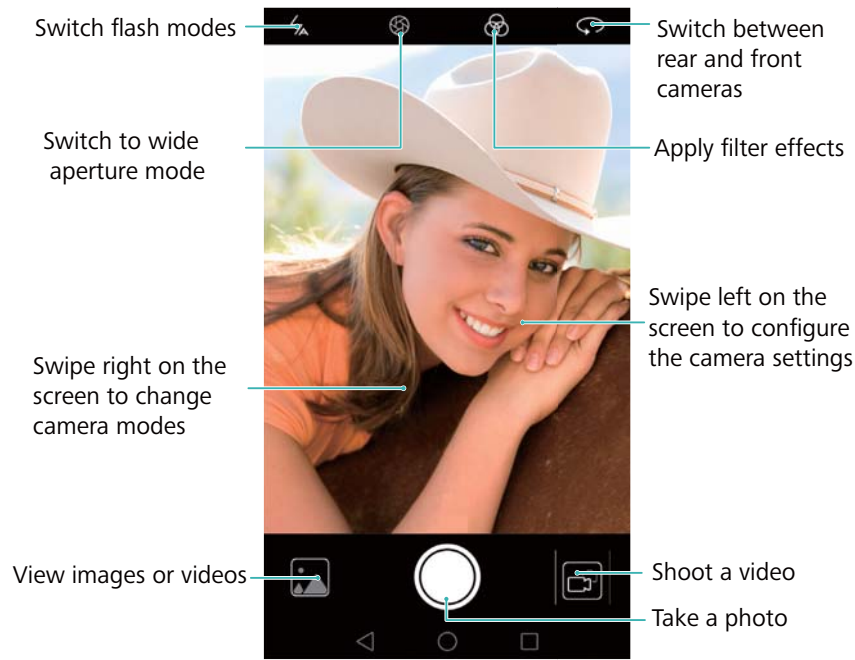 Switch flash modes
Switch between
rear and front
cameras
Switch to wide
aperture mode
Apply filter effects
Swipe left on the
screen to configure
the camera settings
Swipe right on the
screen to change
camera modes
View images or videos
Shoot a video
Take a photo